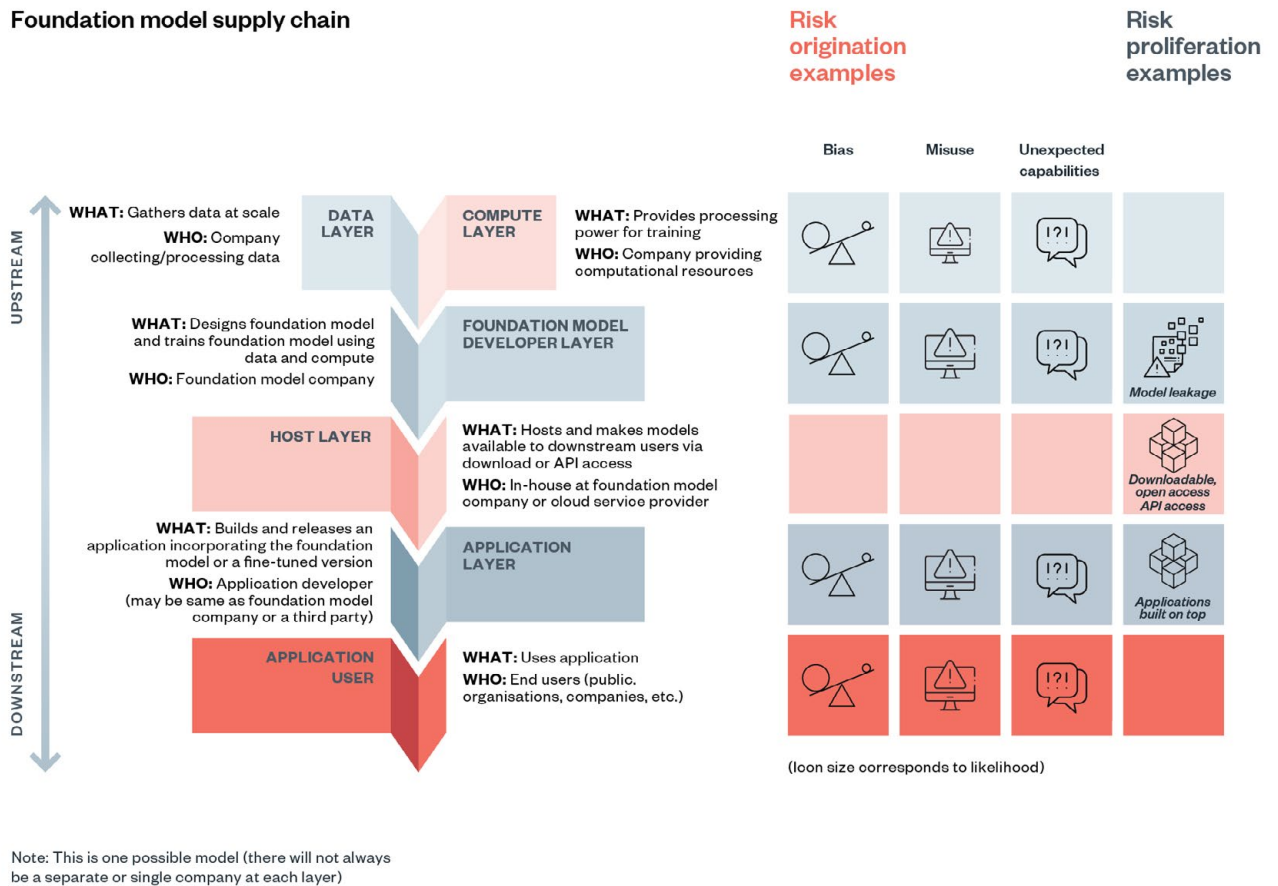 Foundation model supply chain
Risk
origination
examples
Risk
proliferation
examples
Bias
Misuse
Unexpected
capabilities
UPSTREAM
DOWNSTREAM
WHAT: Gathers data at scale
WHO: Company
collecting/processing data
DATA
LAYER
COMPUTE
LAYER
WHAT: Provides processing
power for training
WHO: Company providing
computational resources
!?!
WHAT: Designs foundation model
and trains foundation model using
data and compute
WHO: Foundation model company
FOUNDATION MODEL
DEVELOPER LAYER
!?!
Model leakage
HOST LAYER
WHAT: Hosts and makes models
available to downstream users via
download or API access
WHO: In-house at foundation model
company or cloud service provider
Downloadable,
open access
API access
WHAT: Builds and releases an
application incorporating the foundation
model or a fine-tuned version
WHO: Application developer
(may be same as foundation model
company or a third party)
APPLICATION
LAYER
!?!
Applications
built on top
APPLICATION
USER
WHAT: Uses application
WHO: End users (public.
organisations, companies, etc.)
!?!
(Icon size corresponds to likelihood)
Note: This is one possible model (there will not always
be a separate or single company at each layer)